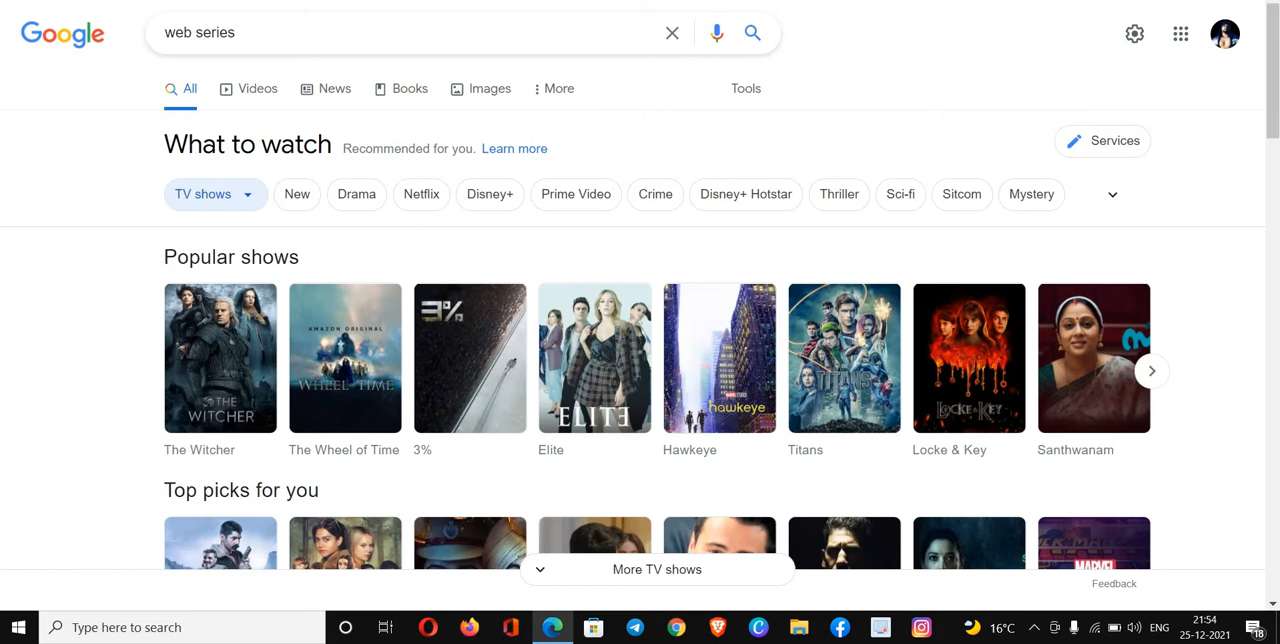 Google
web series
All
Videos
News
Books
Images
More
Tools
What to watch
Recommended for you. Learn more
Services
TV shows
New
Drama
Netflix
Disney+
Prime Video
Crime
Disney+ Hotstar
Thriller
Sci-fi
Sitcom
Mystery
Popular shows
THE
WITCHER
AMAZON ORIGINAL
WHEEL TIME
3%
ELITE
hawkeye
TITANS
LOCKE & KEY
The Witcher
The Wheel of Time
3%
Elite
Hawkeye
Titans
Locke & Key
Santhwanam
Top picks for you
MARVEL
More TV shows
Feedback
Type here to search
16°C
ENG
21:54
25-12-2021
18